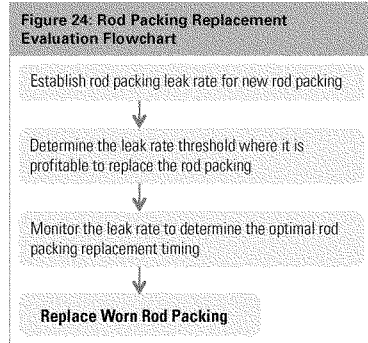 Figure 24: Rod Packing Replacement
Evaluation Flowchart
Establish rod packing leak rate for new rod packing
Determine the leak rate threshold where it is
profitable to replace the rod packing
Monitor the leak rate to determine the optimal rod
packing replacement timing
Replace Worn Rod Packing